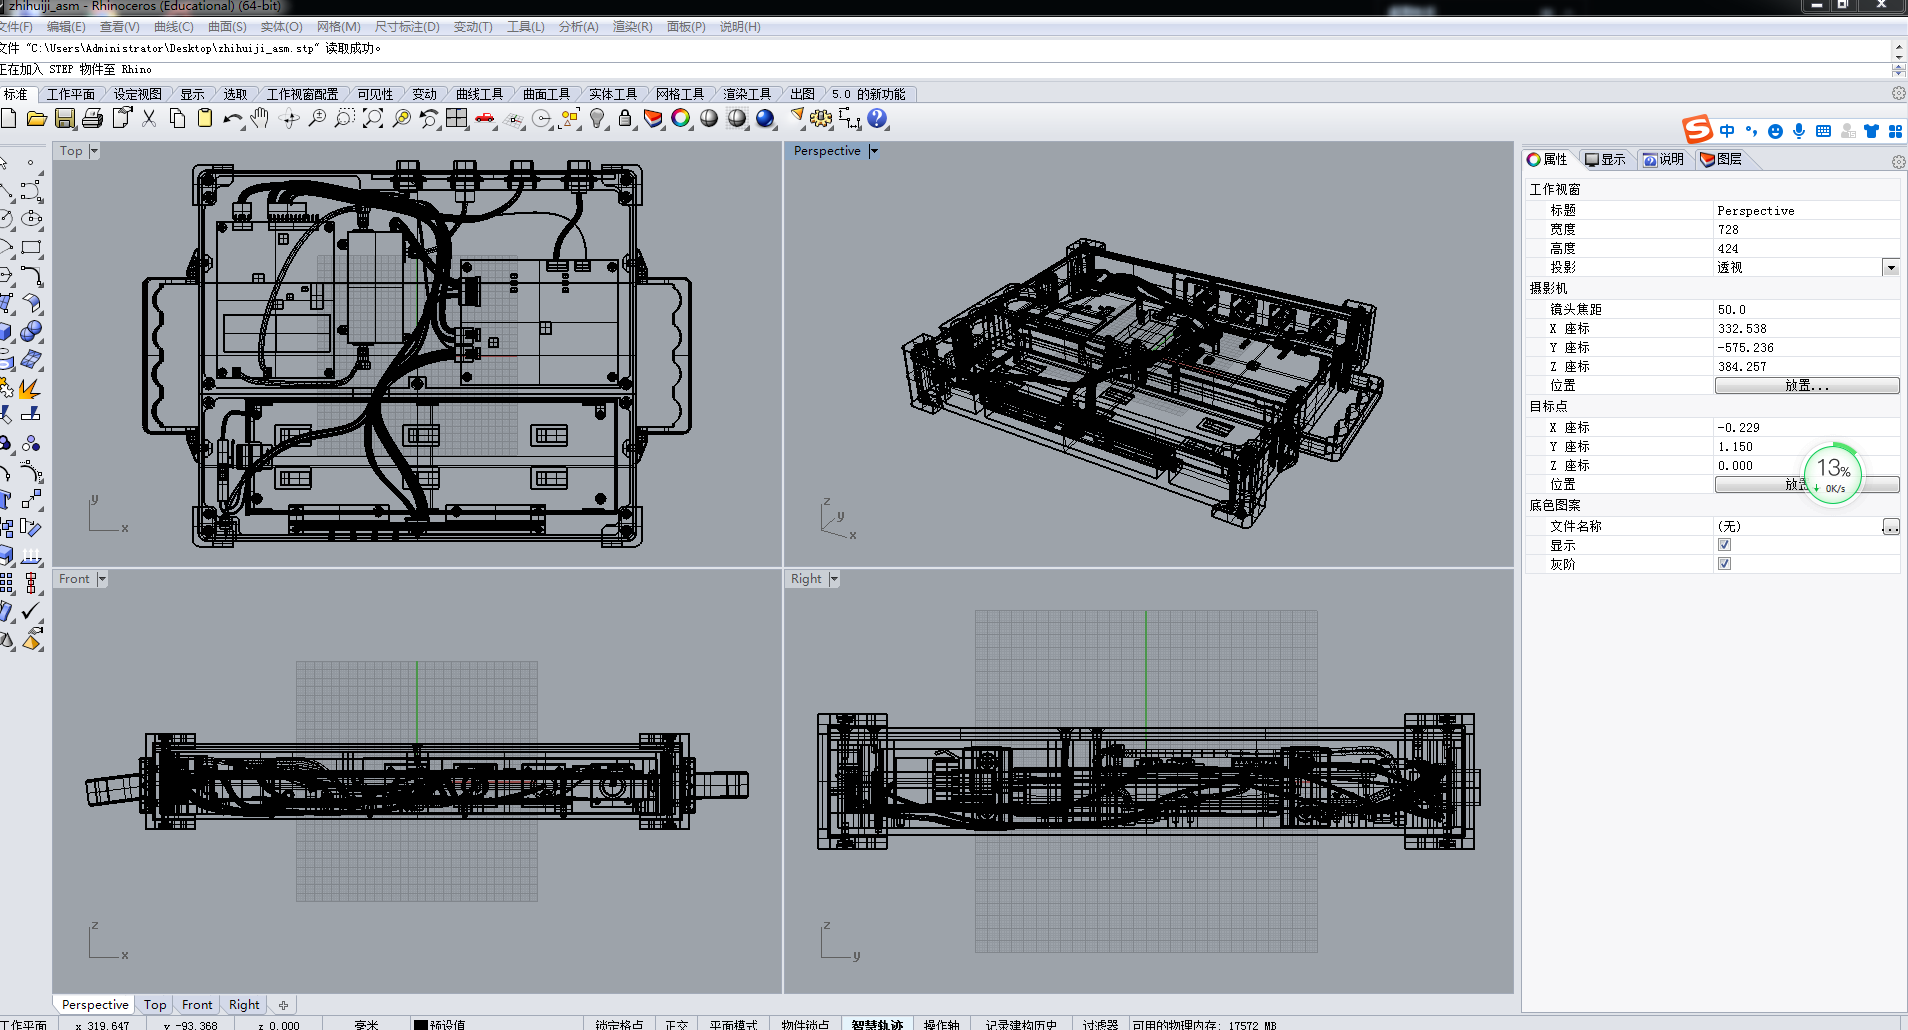 zhihuiji_asm - Rhinoceros (Educational) (64-bit)
文件(F) 编辑(E) 查看(V) 曲线(C) 曲面(S) 实体(O) 网格(M) 尺寸标注(D) 变动(T) 工具(L) 分析(A) 渲染(R) 面板(P) 说明(H)
文件 "C:\Users\Administrator\Desktop\zhihuiji_asm.stp" 读取成功。
正在加入 STEP 物件至 Rhino
标准 工作平面 设定视图 显示 选取 工作视窗配置 可见性 变动 曲线工具 曲面工具 实体工具 网格工具 渲染工具 出图 5.0 的新功能
中
Top
Perspective
Front
Right
y
x
z
y
x
z
x
z
y
属性 显示 说明 图层
工作视窗
标题 Perspective
宽度 728
高度 424
投影 透视
摄影机
镜头焦距 50.0
X 座标 332.538
Y 座标 -575.236
Z 座标 384.257
位置 放置...
目标点
X 座标 -0.229
Y 座标 1.150
Z 座标 0.000
位置 放置
13%
0K/s
底色图案
文件名称 (无) ...
显示
灰阶
Perspective Top Front Right
工作平面 x 319.647 y -93.368 z 0.000 毫米 预设值 锁定格点 正交 平面模式 物件锁点 智慧轨迹 操作轴 记录建构历史 过滤器 可用的物理内存: 17572 MB